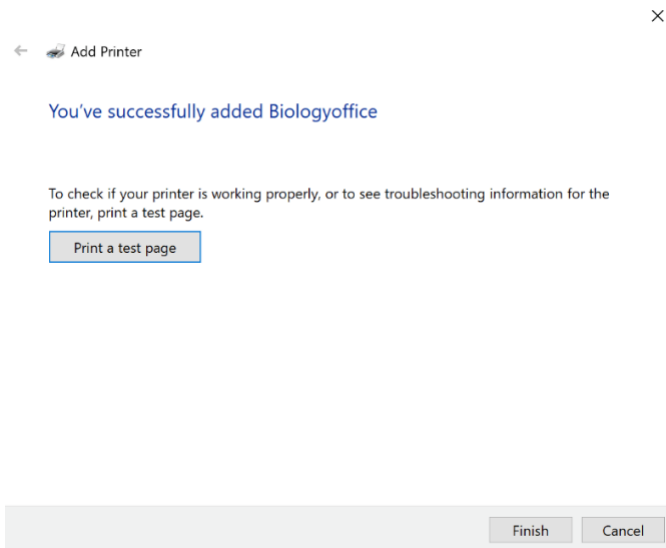 Add Printer
You've successfully added Biologyoffice
To check if your printer is working properly, or to see troubleshooting information for the
printer, print a test page.
Print a test page
Finish
Cancel